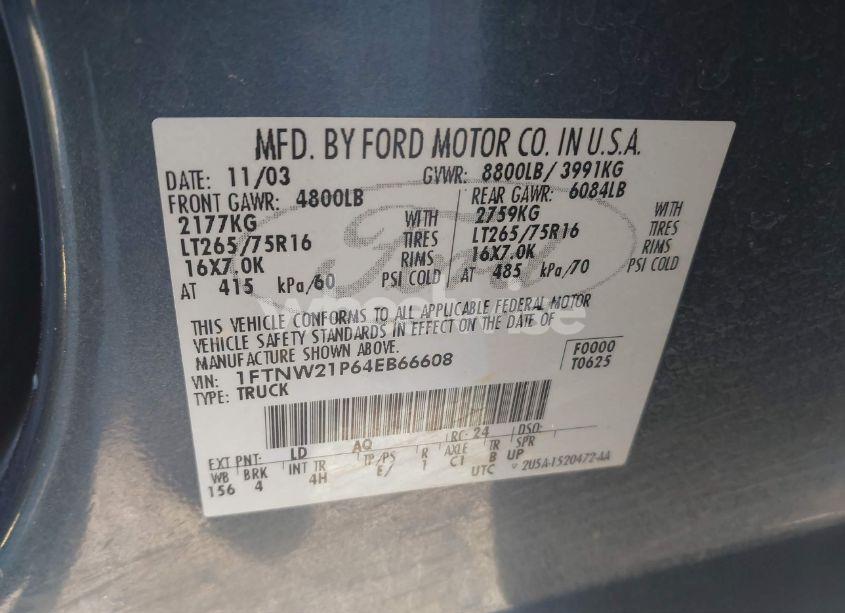 MFD. BY FORD MOTOR CO. IN U.S.A.
DATE: 11/03 GVWR: 8800LB/ 3991KG
FRONT GAWR: 4800LB REAR GAWR: 6084LB
2177KG WITH 2759KG WITH
LT265/75R16 TIRES LT265/75R16 TIRES
16X7.0K RIMS 16X7.0K RIMS
AT 415 kPa/60 PSI COLD AT 485 kPa/70 PSI COLD
THIS VEHICLE CONFORMS TO ALL APPLICABLE FEDERAL MOTOR
VEHICLE SAFETY STANDARDS IN EFFECT ON THE DATE OF
MANUFACTURE SHOWN ABOVE.
VIN: 1FTNW21P64EB66608 F0000
TYPE: TRUCK T0625
EXT PNT: LD AQ RC: 24 DSO:
WB BRK INT TR TP/PS R AXLE TR SPR
156 4 4H E/ 1 C1 B UP
UTC 2U5A-1520472-AA
Ford